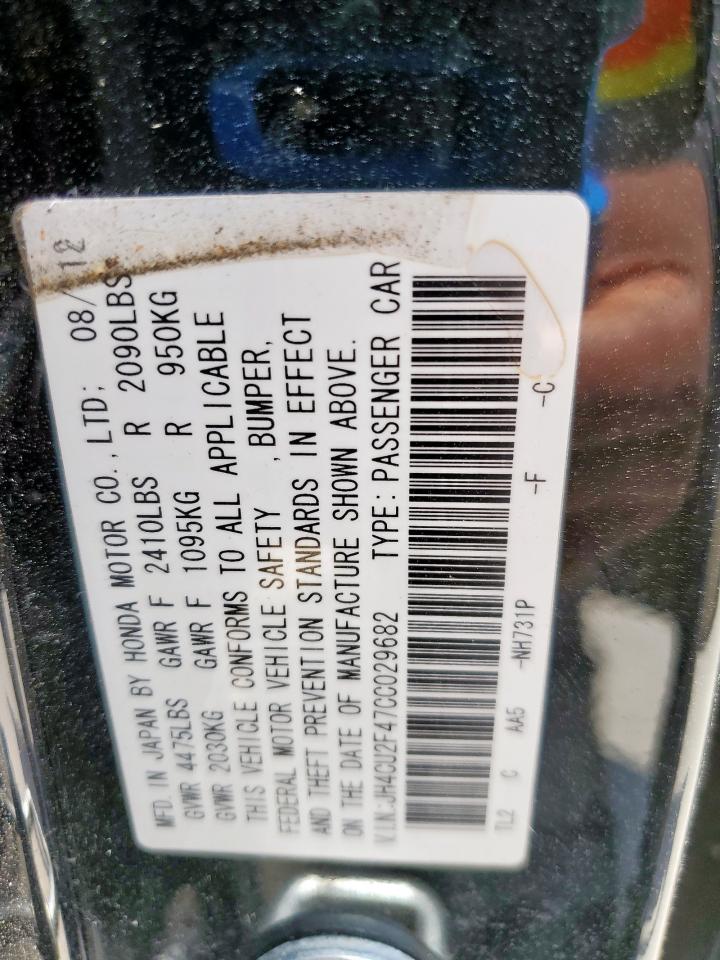 MFD. IN JAPAN BY HONDA MOTOR CO., LTD; 08/12
GVWR 4475LBS GAWR F 2410LBS R 2090LBS
GVWR 2030KG GAWR F 1095KG R 950KG
THIS VEHICLE CONFORMS TO ALL APPLICABLE
FEDERAL MOTOR VEHICLE SAFETY , BUMPER,
AND THEFT PREVENTION STANDARDS IN EFFECT
ON THE DATE OF MANUFACTURE SHOWN ABOVE.
V.I.N:JH4CU2F47CC029682 TYPE: PASSENGER CAR
TL2 C AA5 -NH731P -F -C